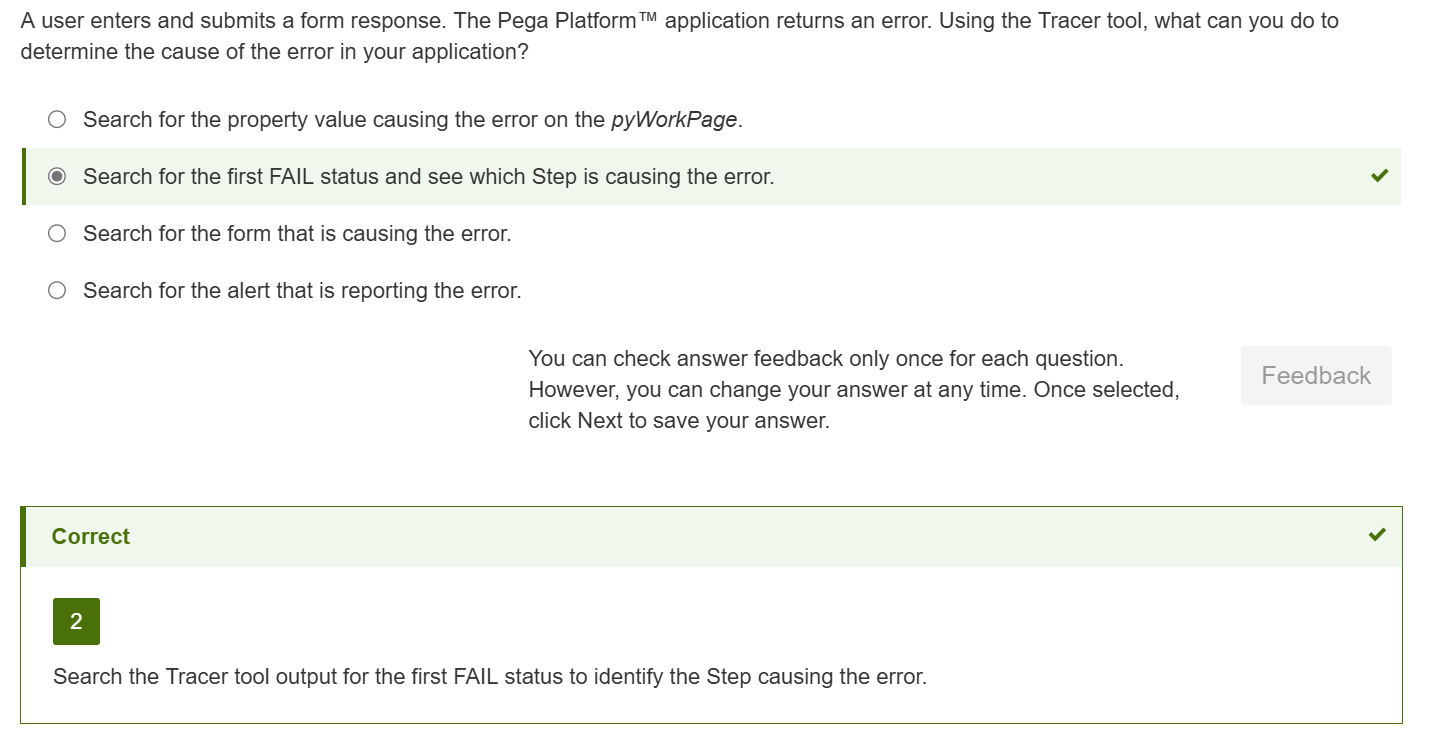 A user enters and submits a form response. The Pega Platform™ application returns an error. Using the Tracer tool, what can you do to
determine the cause of the error in your application?
Search for the property value causing the error on the pyWorkPage.
Search for the first FAIL status and see which Step is causing the error.
Search for the form that is causing the error.
Search for the alert that is reporting the error.
You can check answer feedback only once for each question.
However, you can change your answer at any time. Once selected,
click Next to save your answer.
Feedback
Correct
2
Search the Tracer tool output for the first FAIL status to identify the Step causing the error.